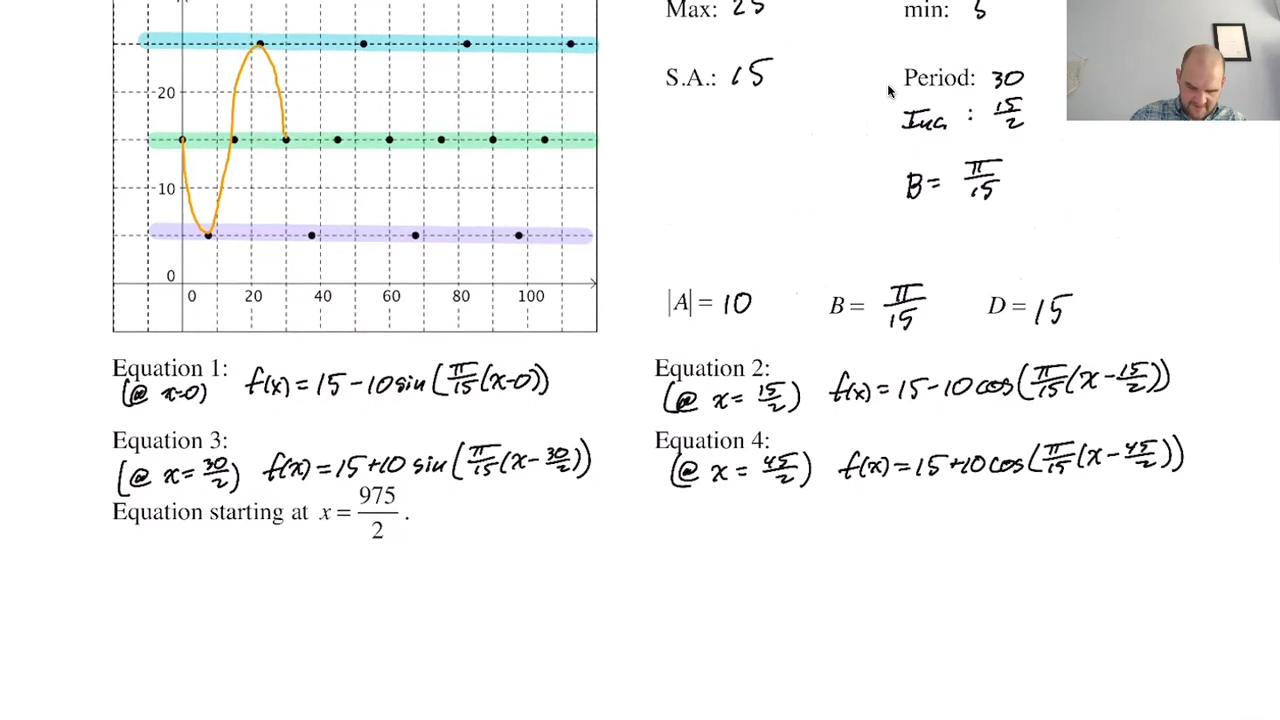 Max: 25 min: 5
20
S.A.: 15 Period: 30
Inc: 15/2
10
B = π/15
0
0 20 40 60 80 100
|A| = 10 B = π/15 D = 15
Equation 1: Equation 2:
(@ x=0) f(x) = 15 - 10 sin(π/15(x-0)) (@ x = 15/2) f(x) = 15 - 10 cos(π/15(x - 15/2))
Equation 3: Equation 4:
(@ x = 30/2) f(x) = 15 + 10 sin(π/15(x - 30/2)) (@ x = 45/2) f(x) = 15 + 10 cos(π/15(x - 45/2))
Equation starting at x = 975/2.